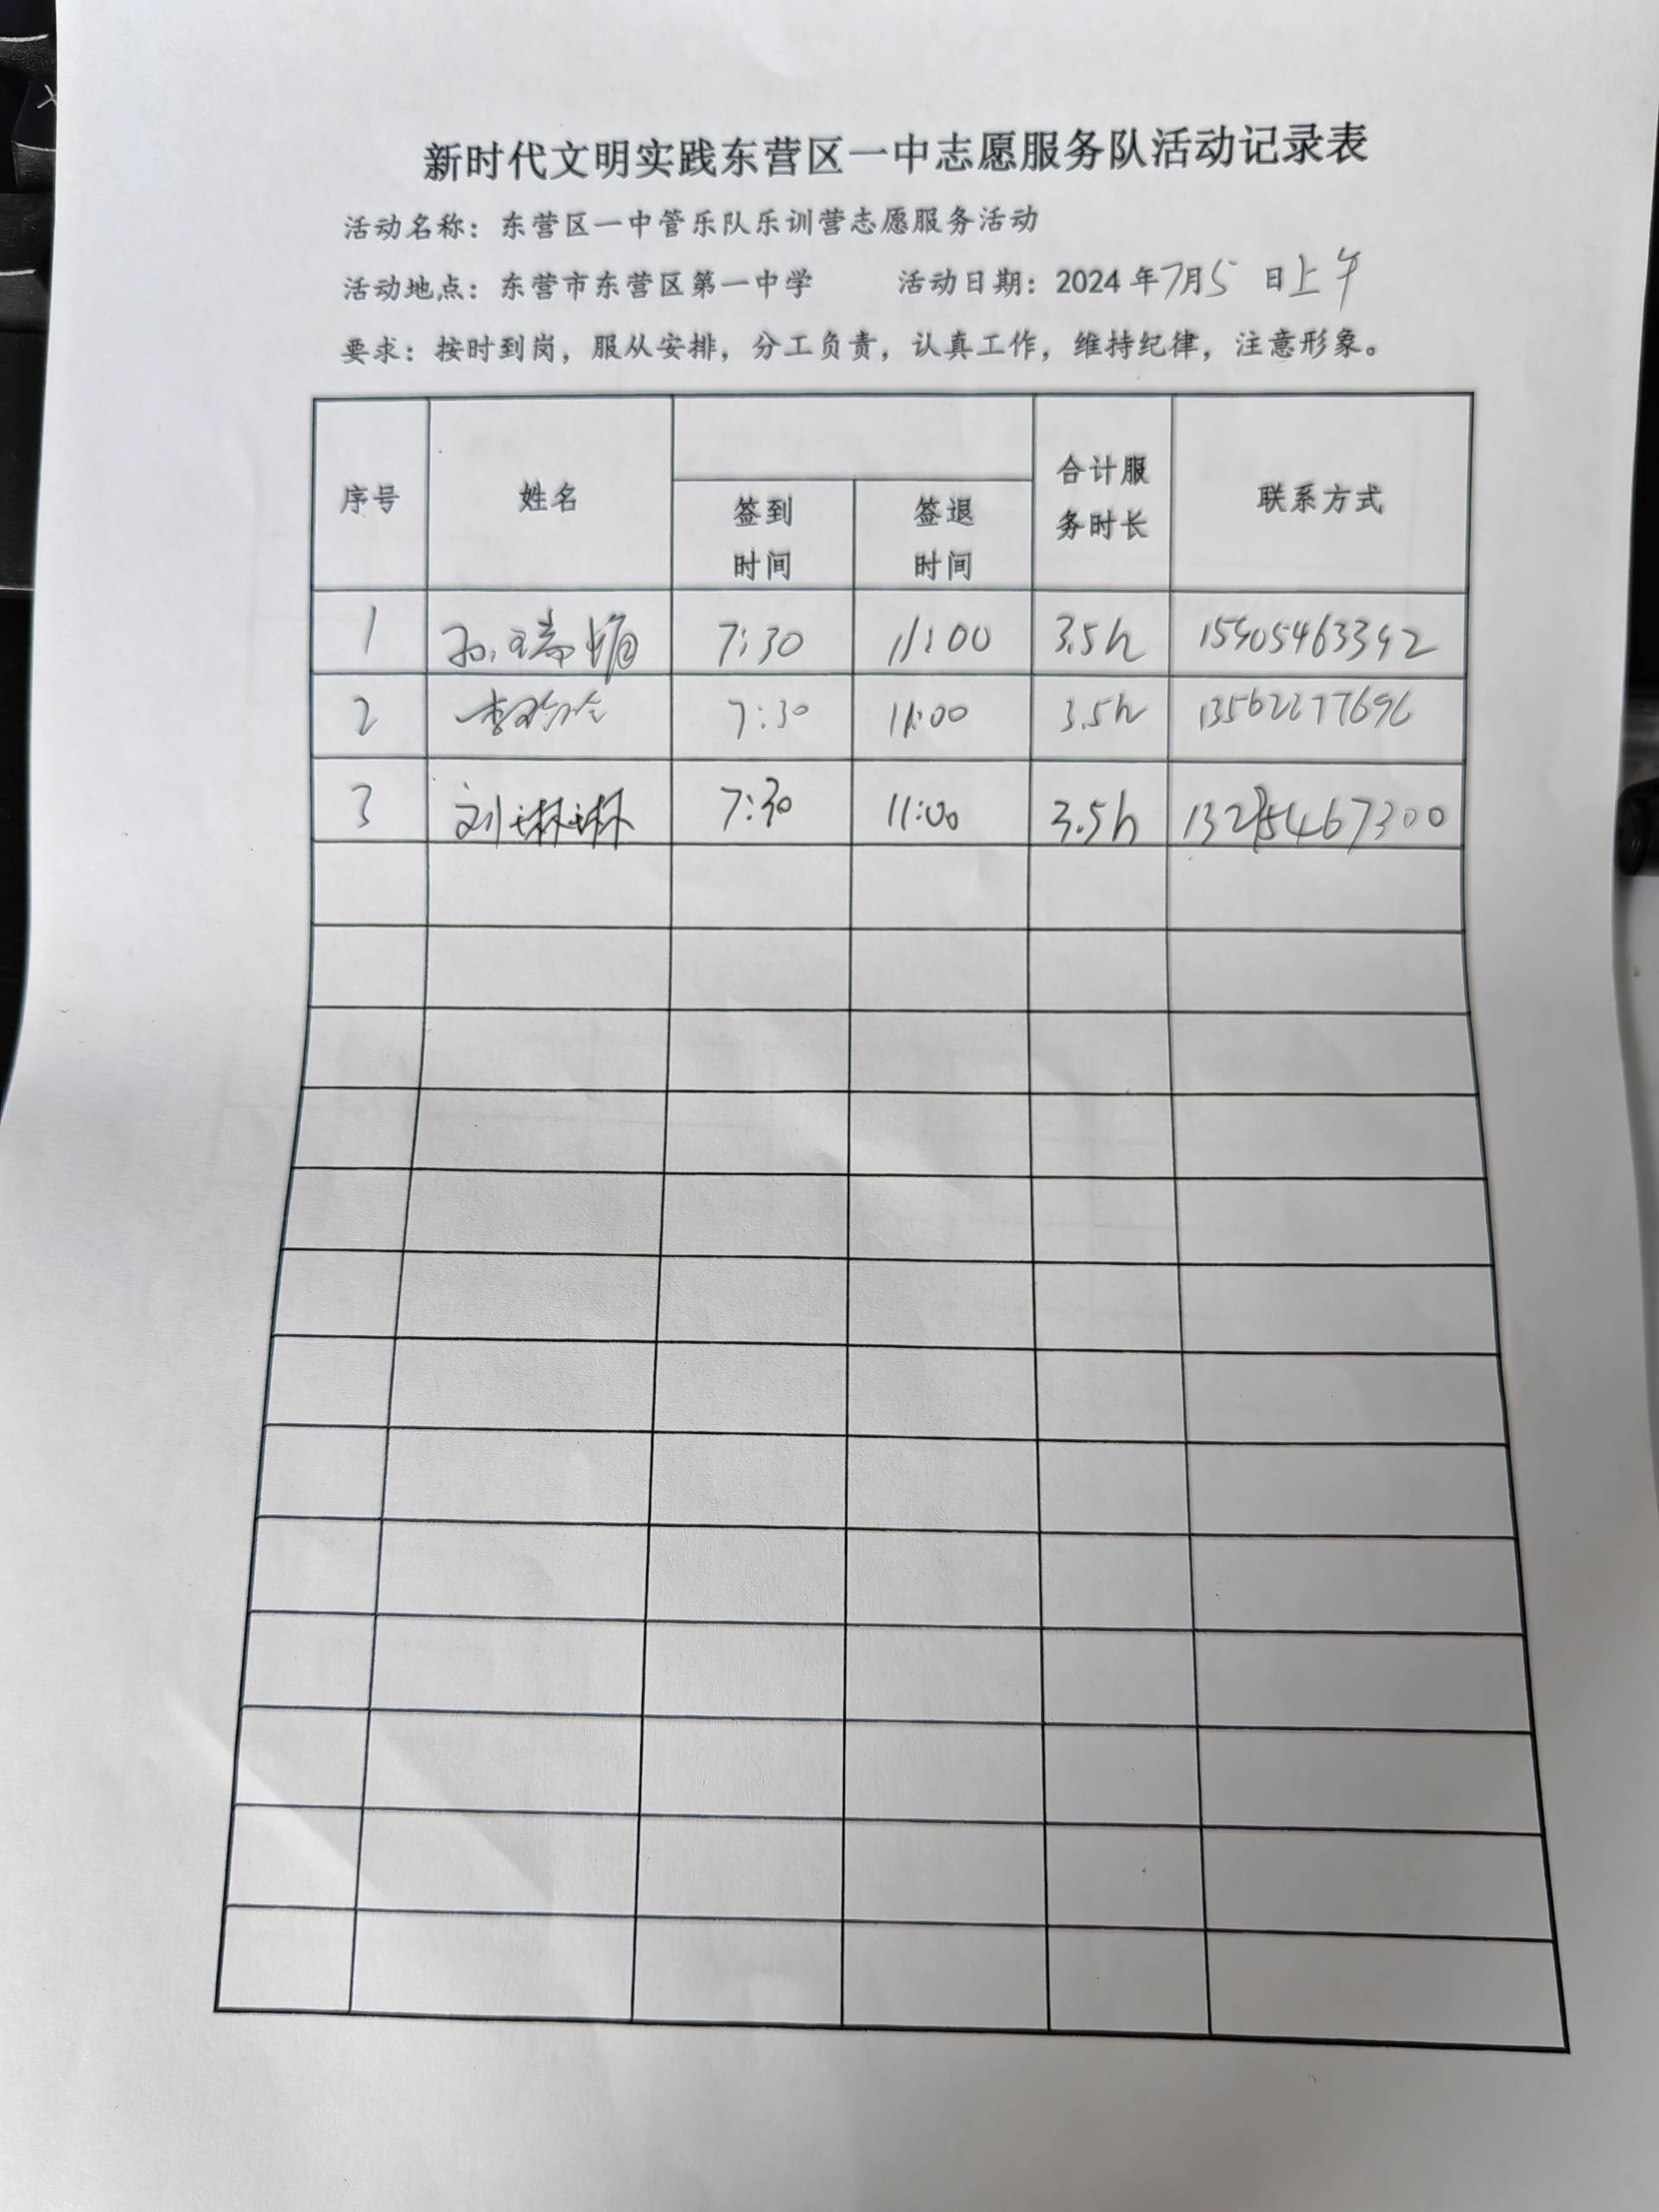 新时代文明实践东营区一中志愿服务队活动记录表
活动名称：东营区一中管乐队乐训营志愿服务活动
活动地点：东营市东营区第一中学 活动日期：2024年7月5日上午
要求：按时到岗，服从安排，分工负责，认真工作，维持纪律，注意形象。
序号 姓名 签到时间 签退时间 合计服务时长 联系方式
1 孙瑞娟 7:30 11:00 3.5h
2 7:30 11:00 3.5h 13562277696
3 刘琳琳 7:30 11:00 3.5h